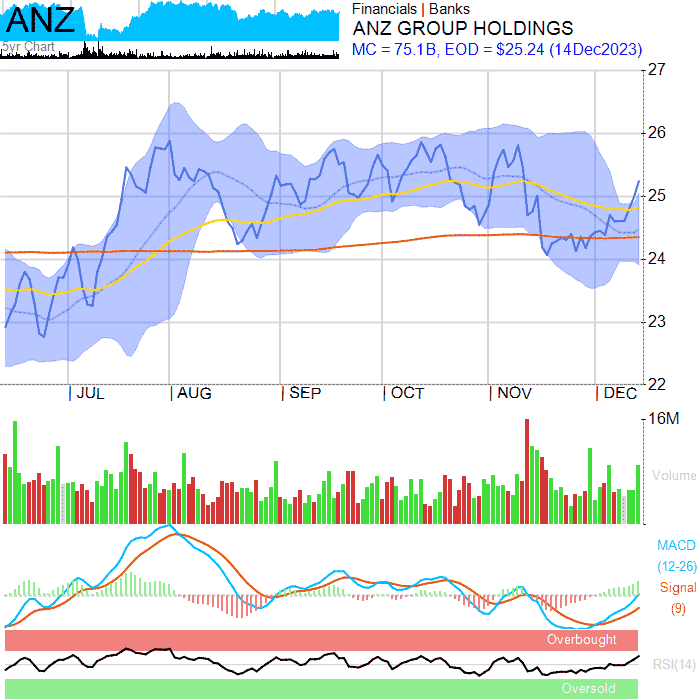 ANZ
5yr Chart
Financials | Banks
ANZ GROUP HOLDINGS
MC = 75.1B, EOD = $25.24 (14Dec2023)
27
26
25
24
23
22
| JUL | AUG | SEP | OCT | NOV | DEC
16M
Volume
MACD
(12-26)
Signal
(9)
Overbought
RSI(14)
Oversold